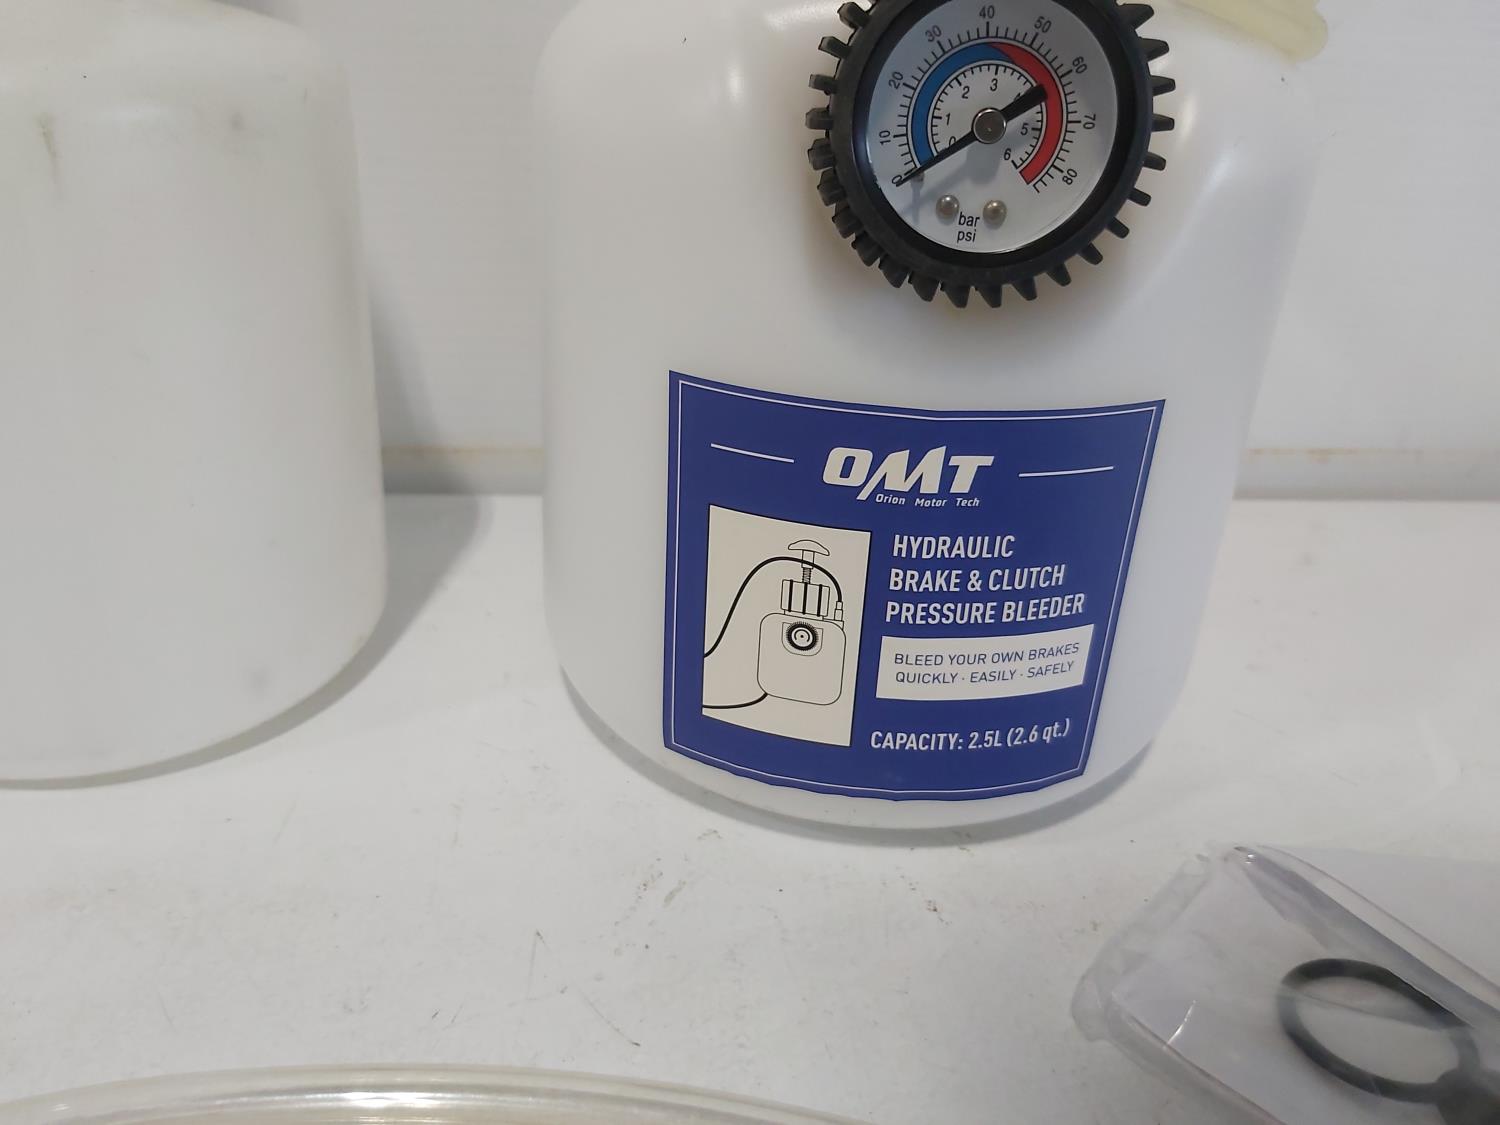 40
30
50
20
60
10
70
0
80
3
2
4
1
5
0
6
bar
psi
OMT
Orion Motor Tech
HYDRAULIC
BRAKE & CLUTCH
PRESSURE BLEEDER
BLEED YOUR OWN BRAKES
QUICKLY · EASILY · SAFELY
CAPACITY: 2.5L (2.6 qt.)